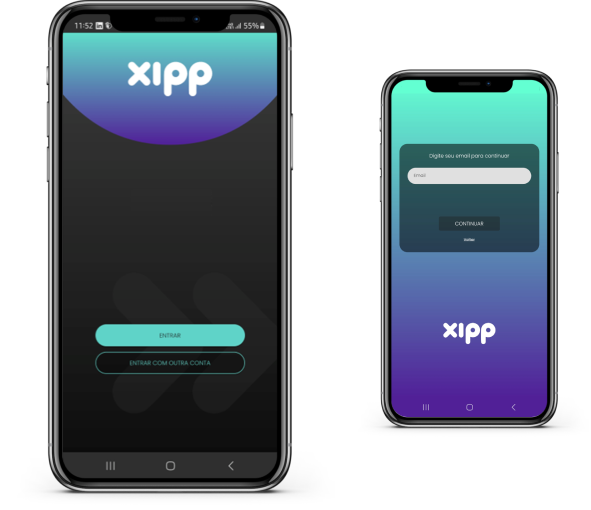 11:52
55%
xipp
ENTRAR
ENTRAR COM OUTRA CONTA
Digite seu email para continuar
Email
CONTINUAR
Voltar
xipp